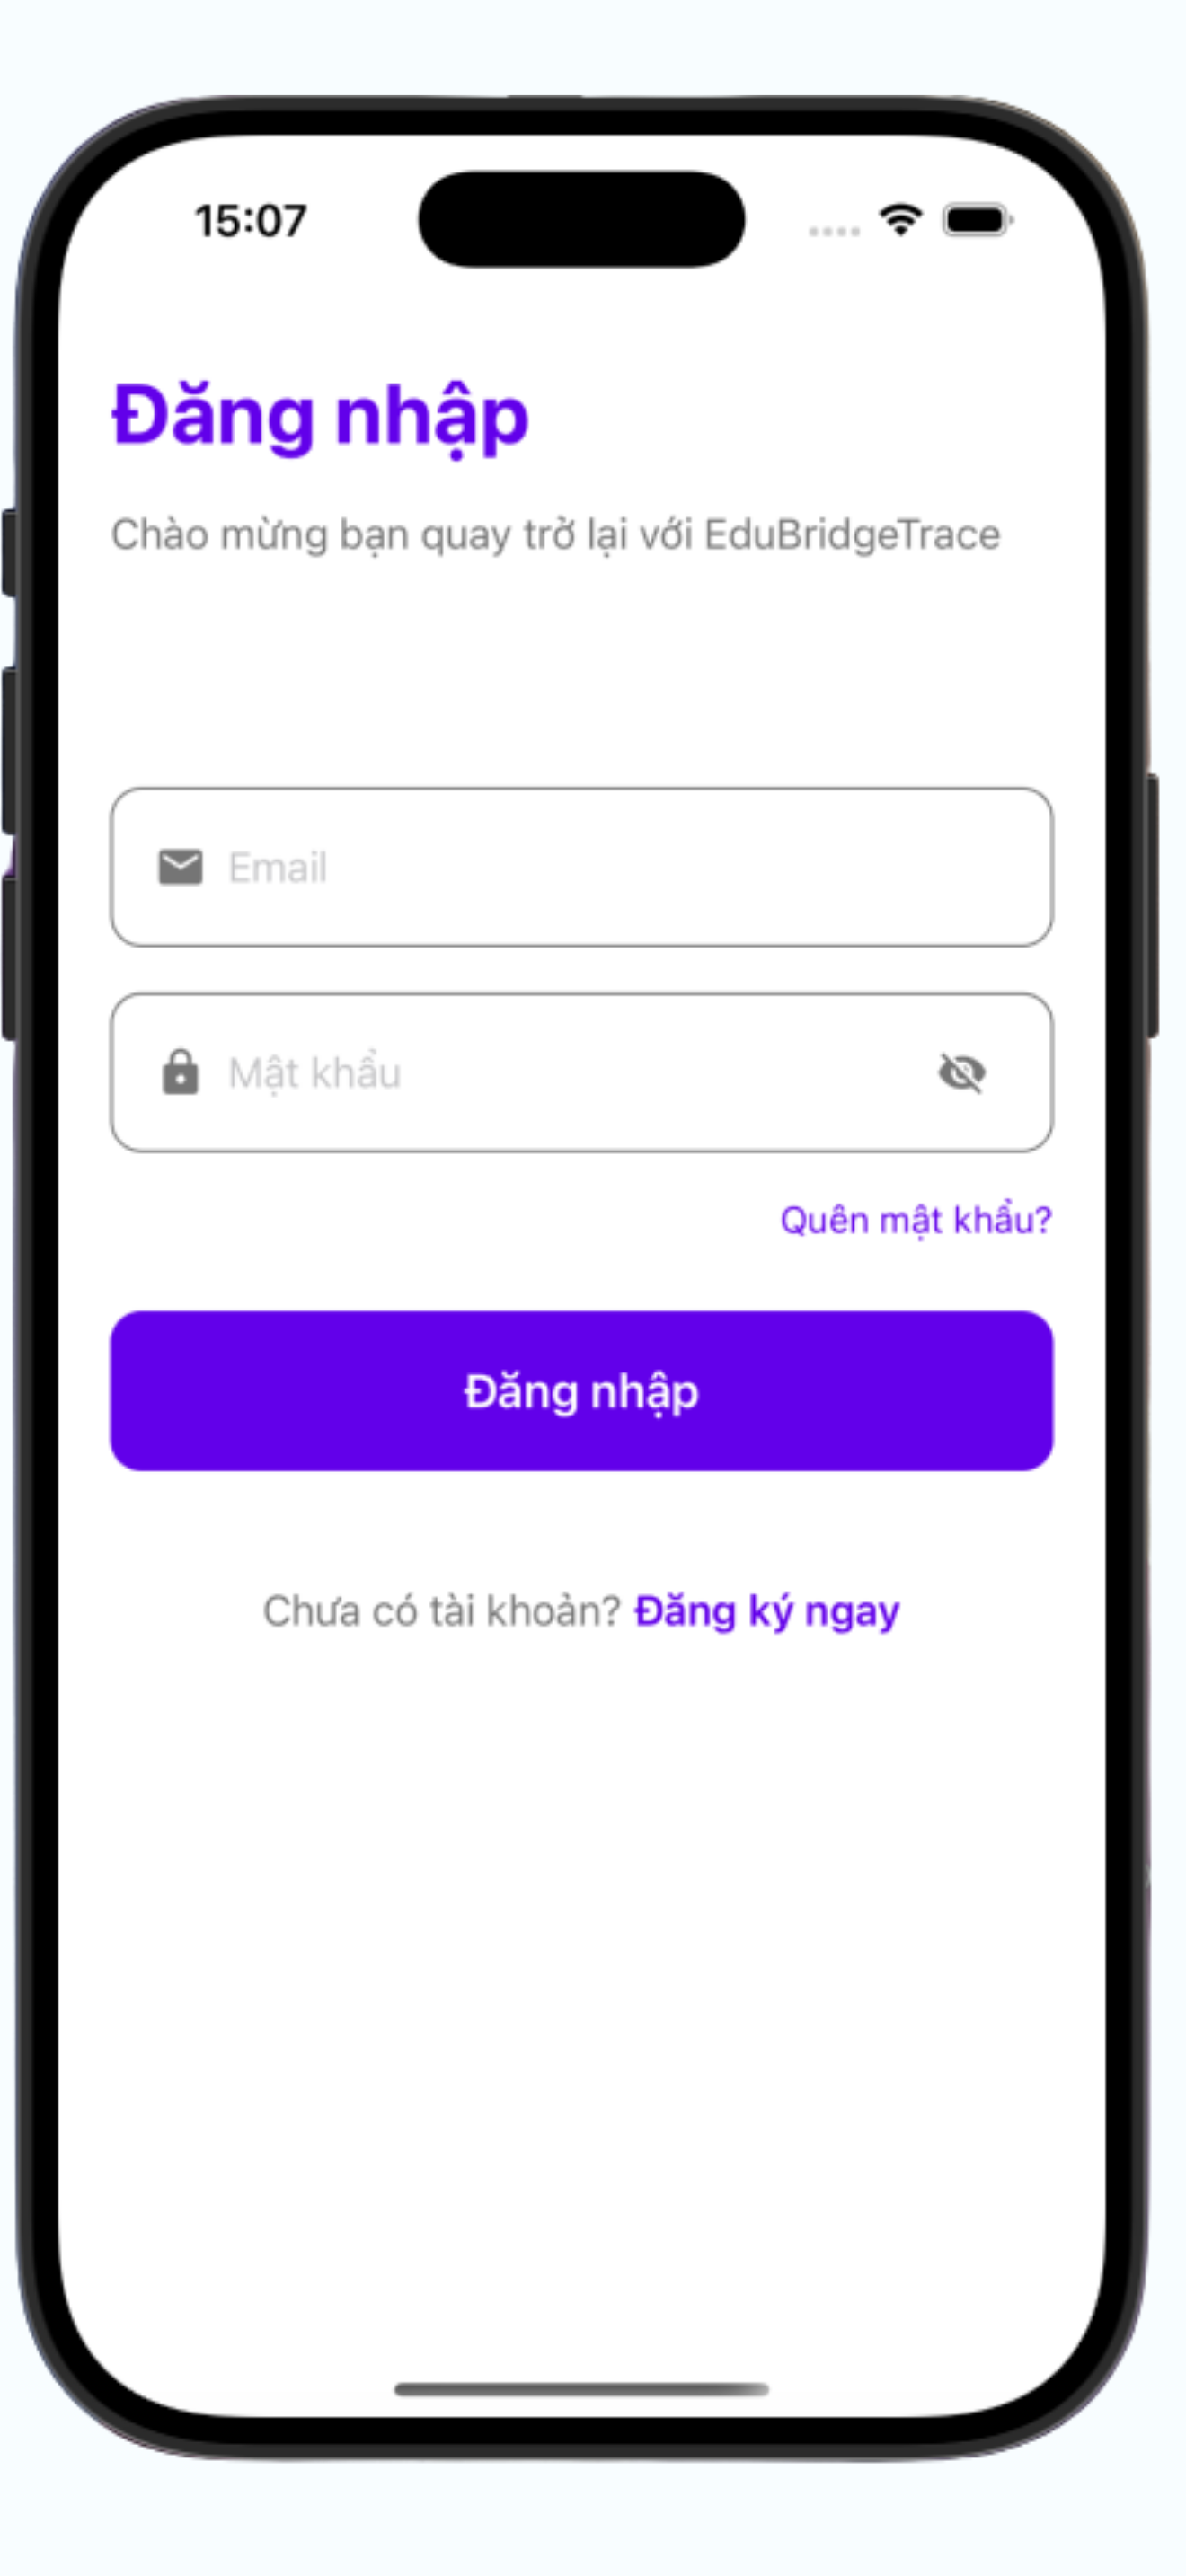 15:07
Đăng nhập
Chào mừng bạn quay trở lại với EduBridgeTrace
Email
Mật khẩu
Quên mật khẩu?
Đăng nhập
Chưa có tài khoản? Đăng ký ngay